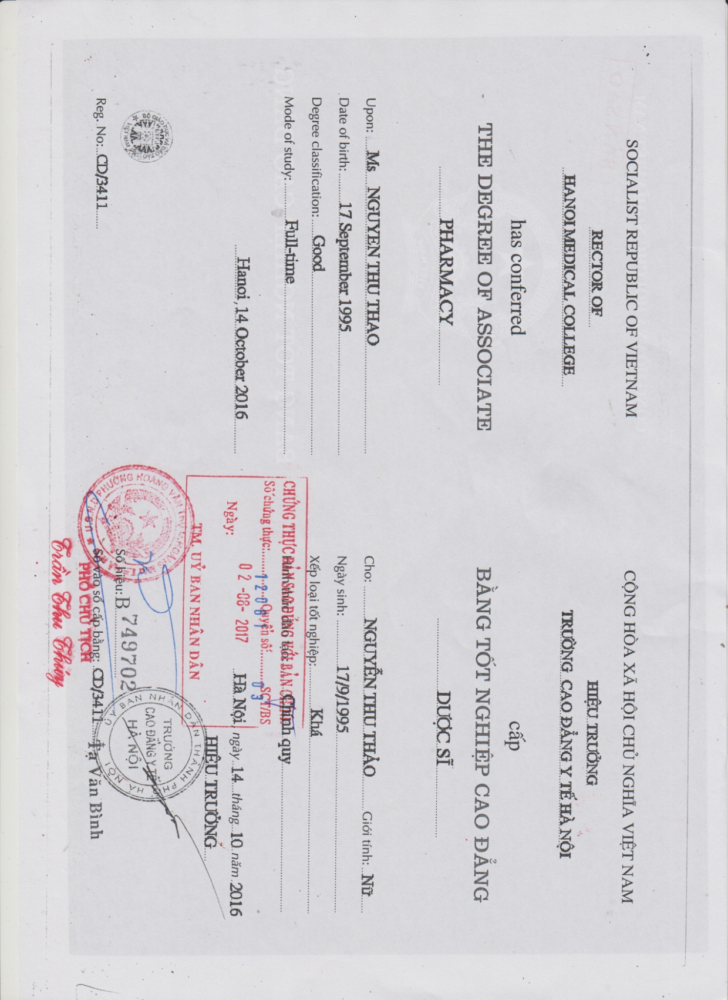 SOCIALIST REPUBLIC OF VIETNAM
RECTOR OF
HANOI MEDICAL COLLEGE
has conferred
THE DEGREE OF ASSOCIATE
PHARMACY
Upon: Ms NGUYEN THU THAO
Date of birth: 17 September 1995
Degree classification: Good
Mode of study: Full-time
Hanoi, 14 October 2016
BỘ GIÁO DỤC VÀ ĐÀO TẠO
VIỆT NAM
Reg. No: CD/3411
CỘNG HÒA XÃ HỘI CHỦ NGHĨA VIỆT NAM
HIỆU TRƯỞNG
TRƯỜNG CAO ĐẲNG Y TẾ HÀ NỘI
cấp
BẰNG TỐT NGHIỆP CAO ĐẲNG
DƯỢC SĨ
Cho: NGUYỄN THU THẢO Giới tính: Nữ
Ngày sinh: 17/9/1995
Xếp loại tốt nghiệp: Khá
Hình thức đào tạo: Chính quy
CHỨNG THỰC BẢN SAO ĐÚNG VỚI BẢN CHÍNH
Số chứng thực: 12061 Quyển số: 03 SCT/BS
Ngày: 02-08-2017
Hà Nội, ngày 14 tháng 10 năm 2016
TM. UỶ BAN NHÂN DÂN
HIỆU TRƯỞNG
PHƯỜNG HOÀNG VĂN THỤ
ỦY BAN NHÂN DÂN THÀNH PHỐ HÀ NỘI
TRƯỜNG
CAO ĐẲNG Y TẾ
HÀ NỘI
Số hiệu: B 749702
Số vào sổ cấp bằng: CD/3411
Tạ Văn Bình
PHÓ CHỦ TỊCH
Trần Thu Thủy